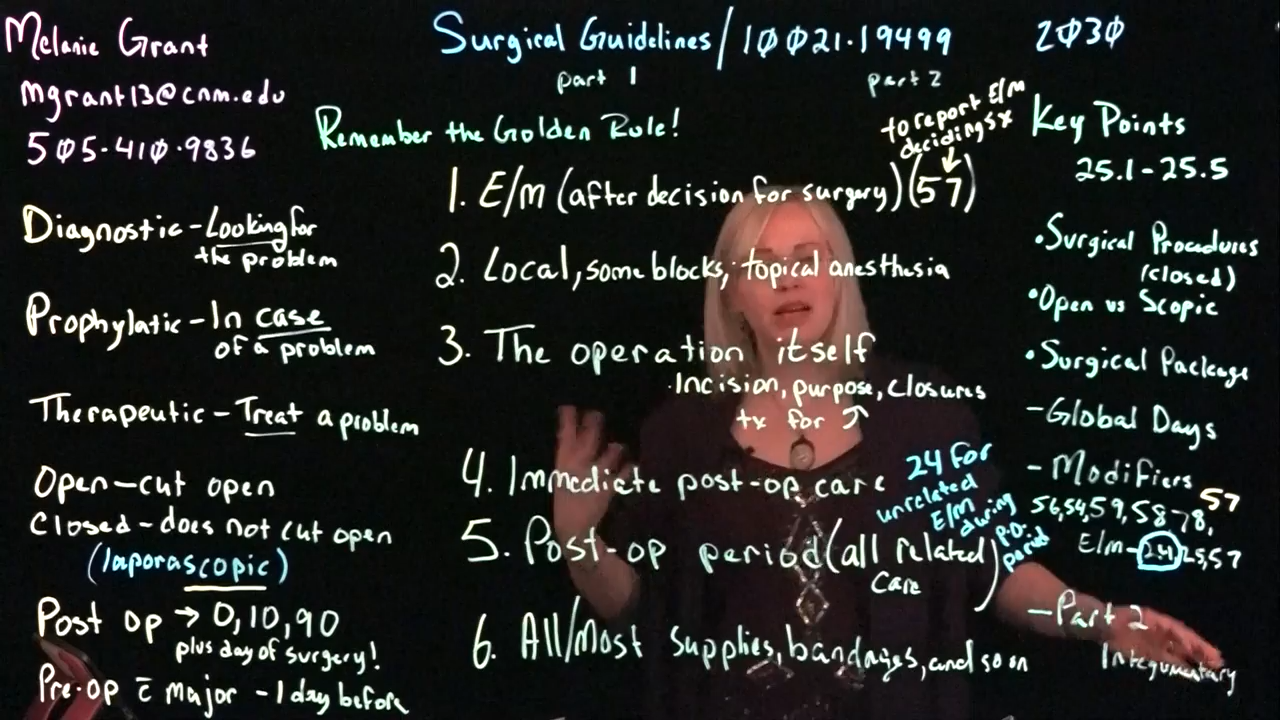 Melanie Grant
mgrant13@cnm.edu
505-410-9836
Surgical Guidelines/10021-19499
part 1 part 2
2030
Remember the Golden Rule!
to report E/M
deciding sx
1. E/M (after decision for surgery)(57)
2. Local, some blocks, topical anesthesia
3. The operation itself
Incision, purpose, closures
tx for
4. Immediate post-op care
24 for
unrelated
E/M
during
P.O.
period
5. Post-op period (all related
care)
6. All/Most supplies, bandages, and so on
Diagnostic - Looking for
the problem
Prophylatic - In case
of a problem
Therapeutic - Treat a problem
Open - cut open
Closed - does not cut open
(laporascopic)
Post op → 0, 10, 90
plus day of surgery!
Pre-op c̄ major - 1 day before
Key Points
25.1 - 25.5
•Surgical Procedures
(closed)
•Open vs Scopic
•Surgical Package
-Global Days
-Modifiers
56, 54, 59, 58, 78, 57
E/M - 24, 25, 57
-Part 2
Integumentary